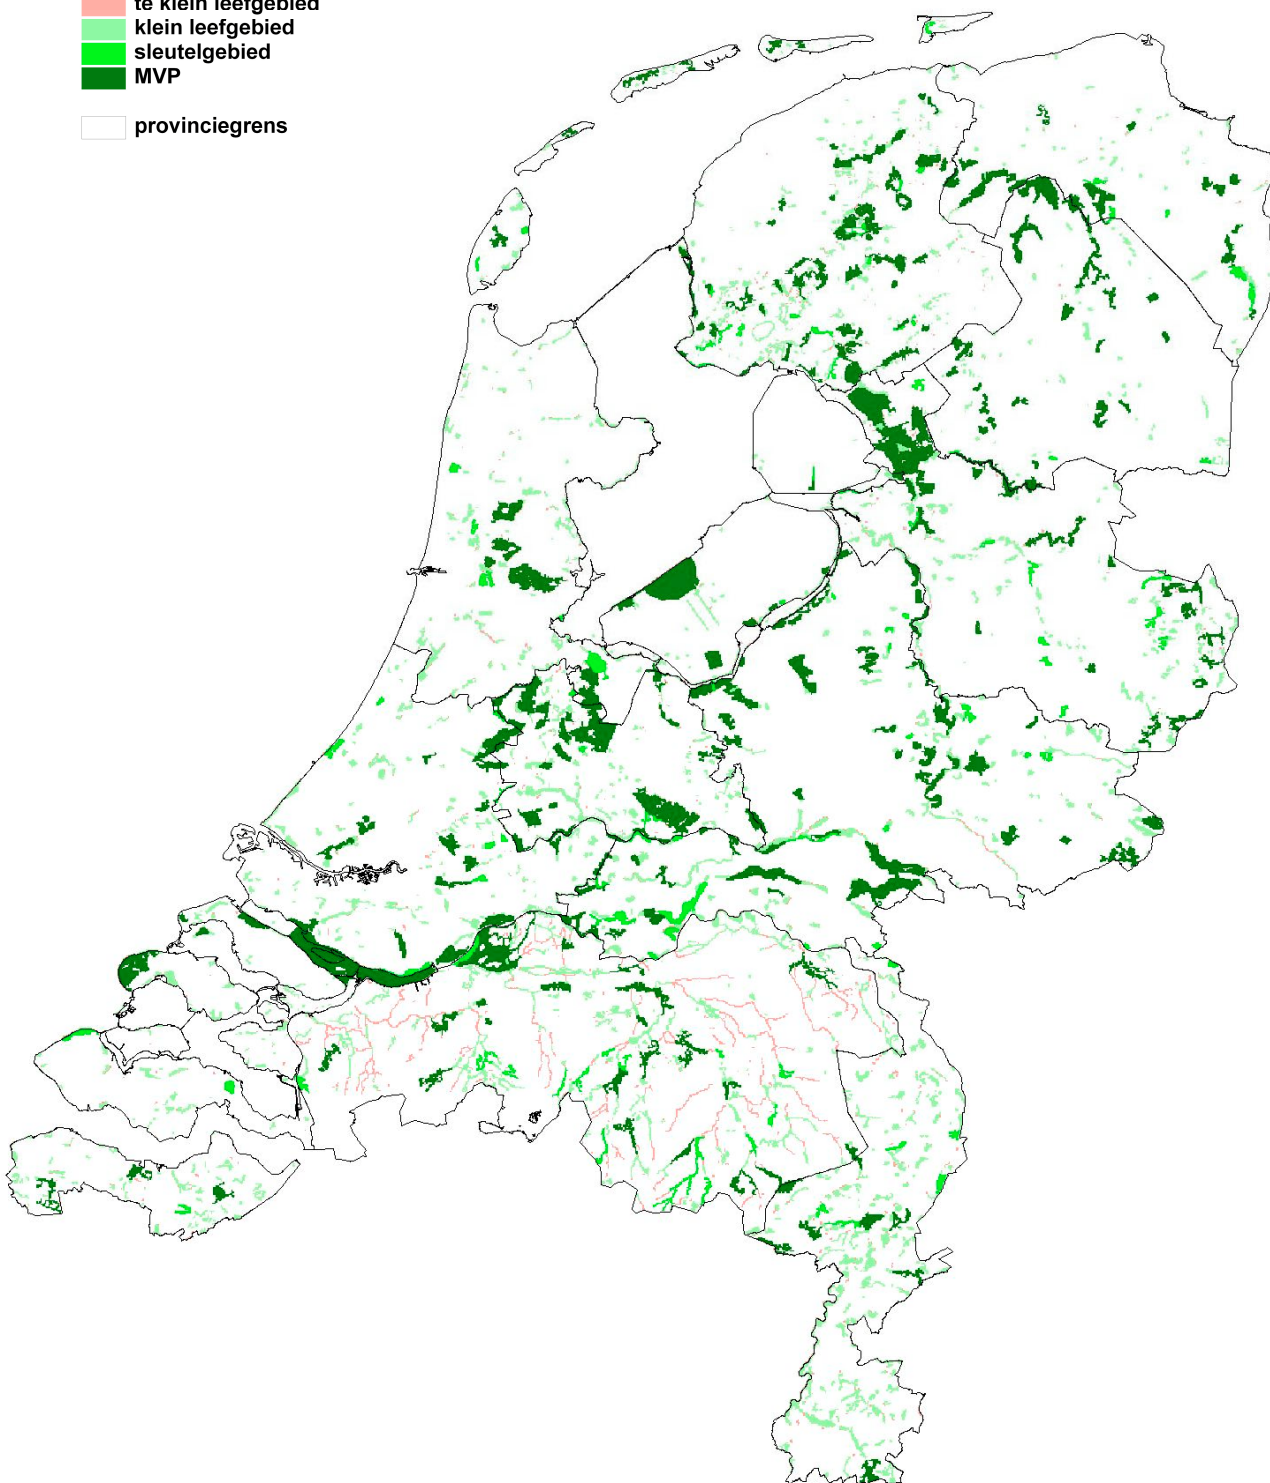 te klein leefgebied
klein leefgebied
sleutelgebied
MVP
provinciegrens